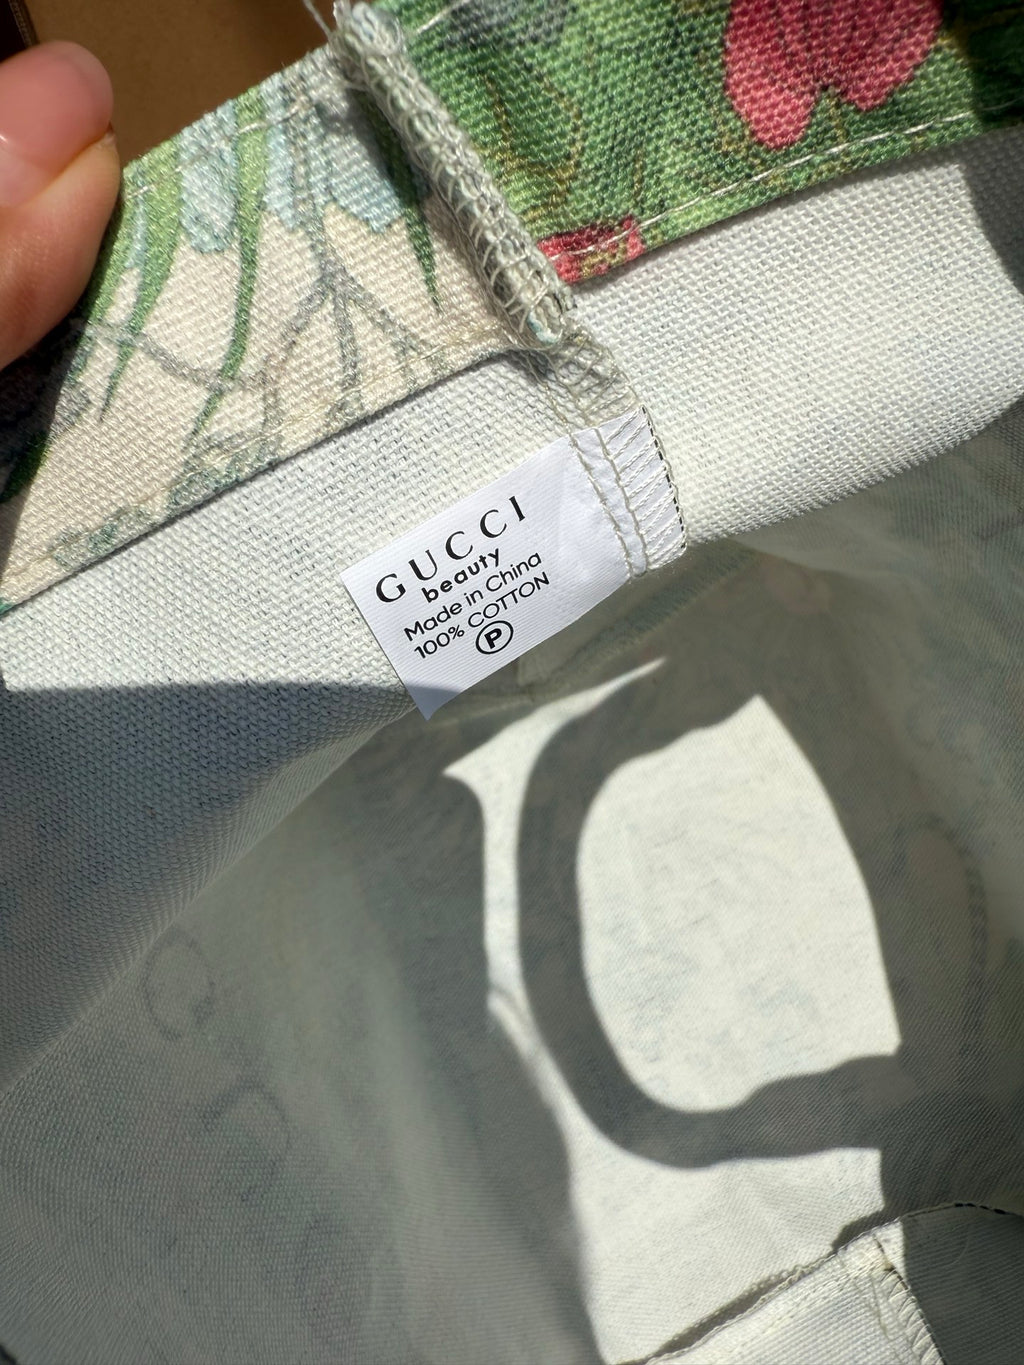 GUCCI
beauty
Made in China
100% COTTON
P